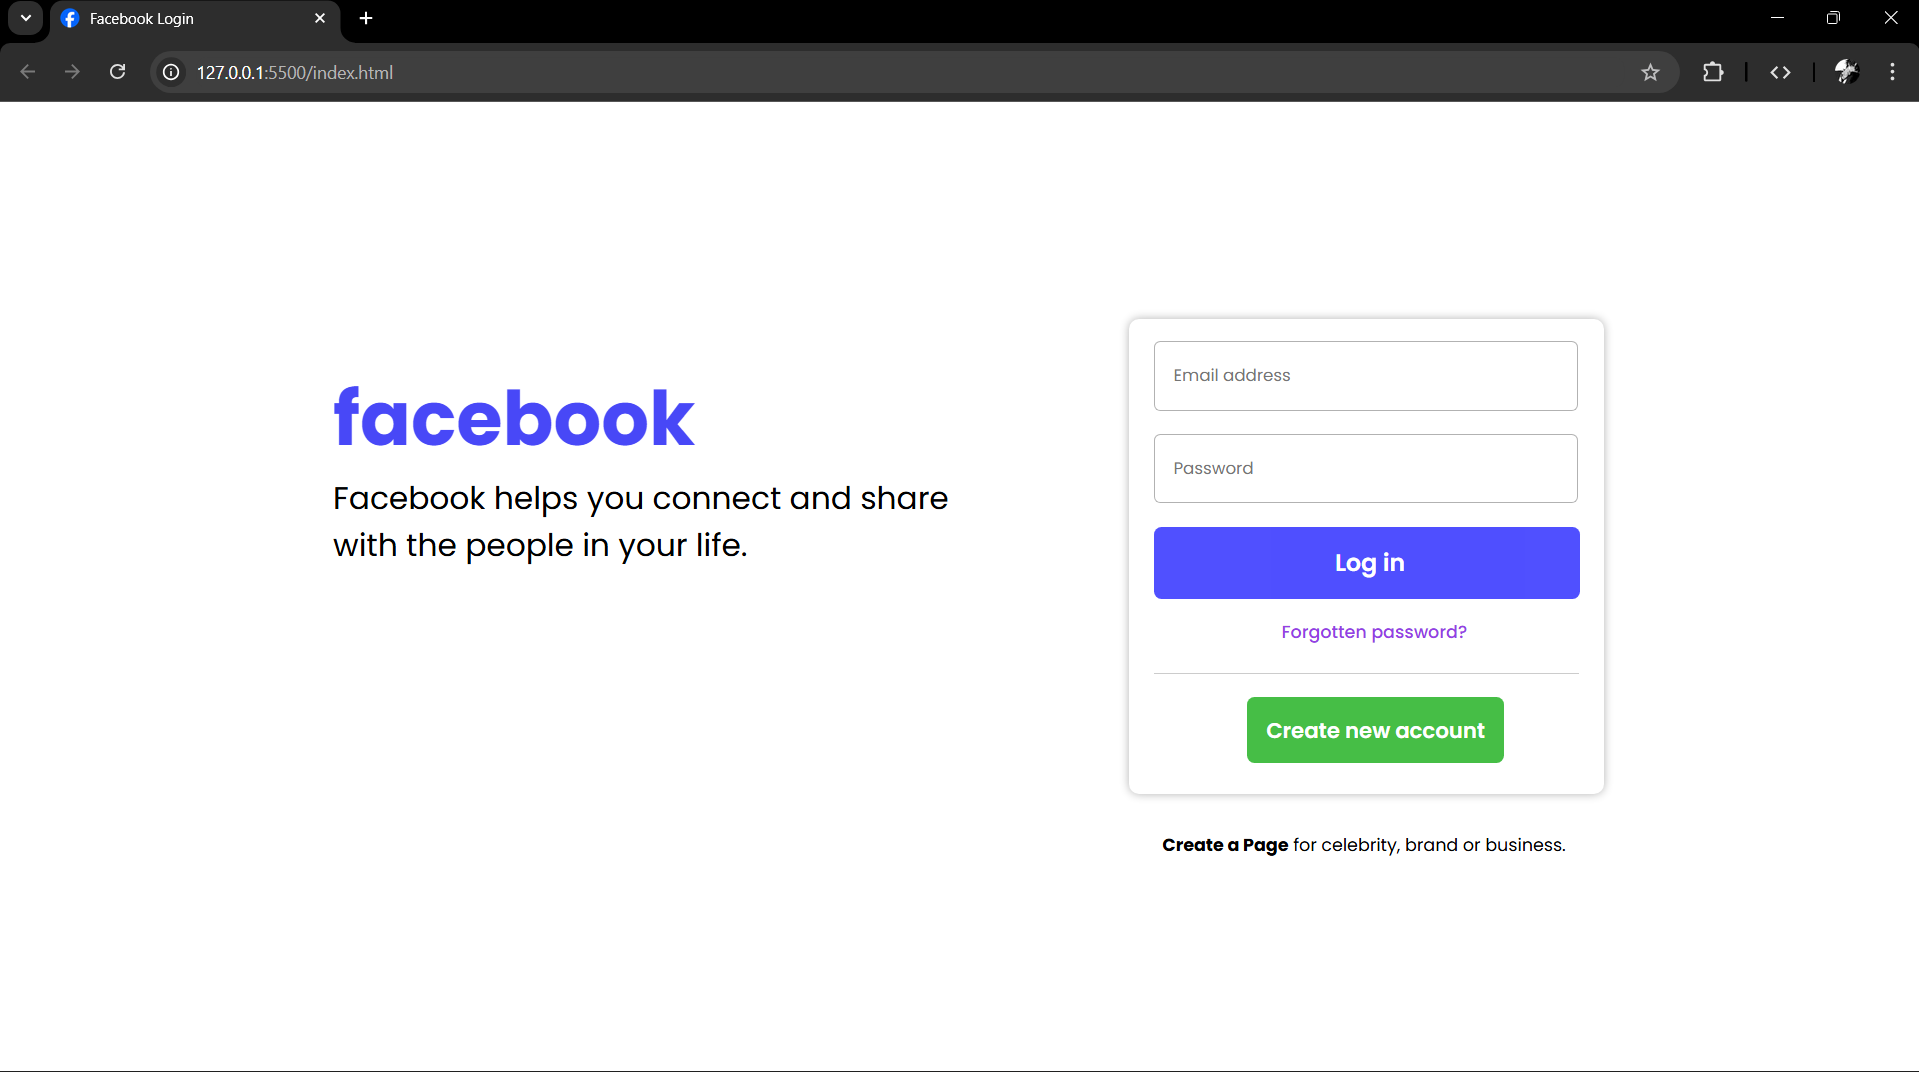 Facebook Login
127.0.0.1:5500/index.html
facebook
Facebook helps you connect and share
with the people in your life.
Email address
Password
Log in
Forgotten password?
Create new account
Create a Page for celebrity, brand or business.